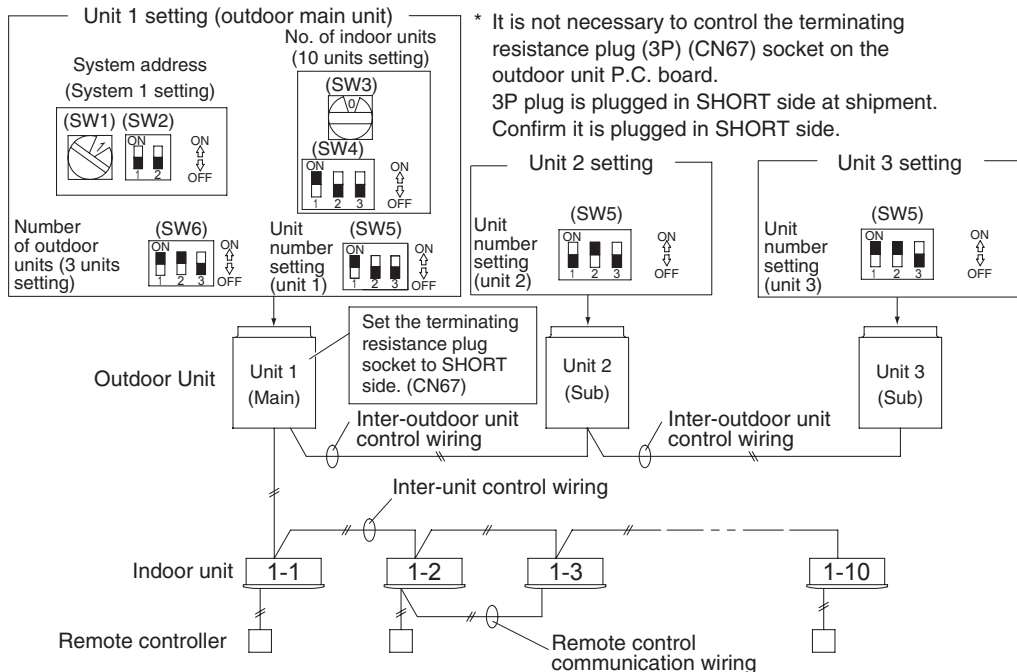 Unit 1 setting (outdoor main unit)
System address
(System 1 setting)
(SW1) (SW2)
1
ON
1 2
ON
OFF
No. of indoor units
(10 units setting)
(SW3)
0
(SW4)
ON
1 2 3
ON
OFF
Number
of outdoor
units (3 units
setting)
(SW6)
ON
1 2 3
ON
OFF
Unit
number
setting
(unit 1)
(SW5)
ON
1 2 3
ON
OFF
* It is not necessary to control the terminating
resistance plug (3P) (CN67) socket on the
outdoor unit P.C. board.
3P plug is plugged in SHORT side at shipment.
Confirm it is plugged in SHORT side.
Unit 2 setting
Unit
number
setting
(unit 2)
(SW5)
ON
1 2 3
ON
OFF
Unit 3 setting
Unit
number
setting
(unit 3)
(SW5)
ON
1 2 3
ON
OFF
Outdoor Unit
Unit 1
(Main)
Set the terminating
resistance plug
socket to SHORT
side. (CN67)
Unit 2
(Sub)
Unit 3
(Sub)
Inter-outdoor unit
control wiring
Inter-outdoor unit
control wiring
Inter-unit control wiring
Indoor unit
1-1
1-2
1-3
1-10
Remote controller
Remote control
communication wiring